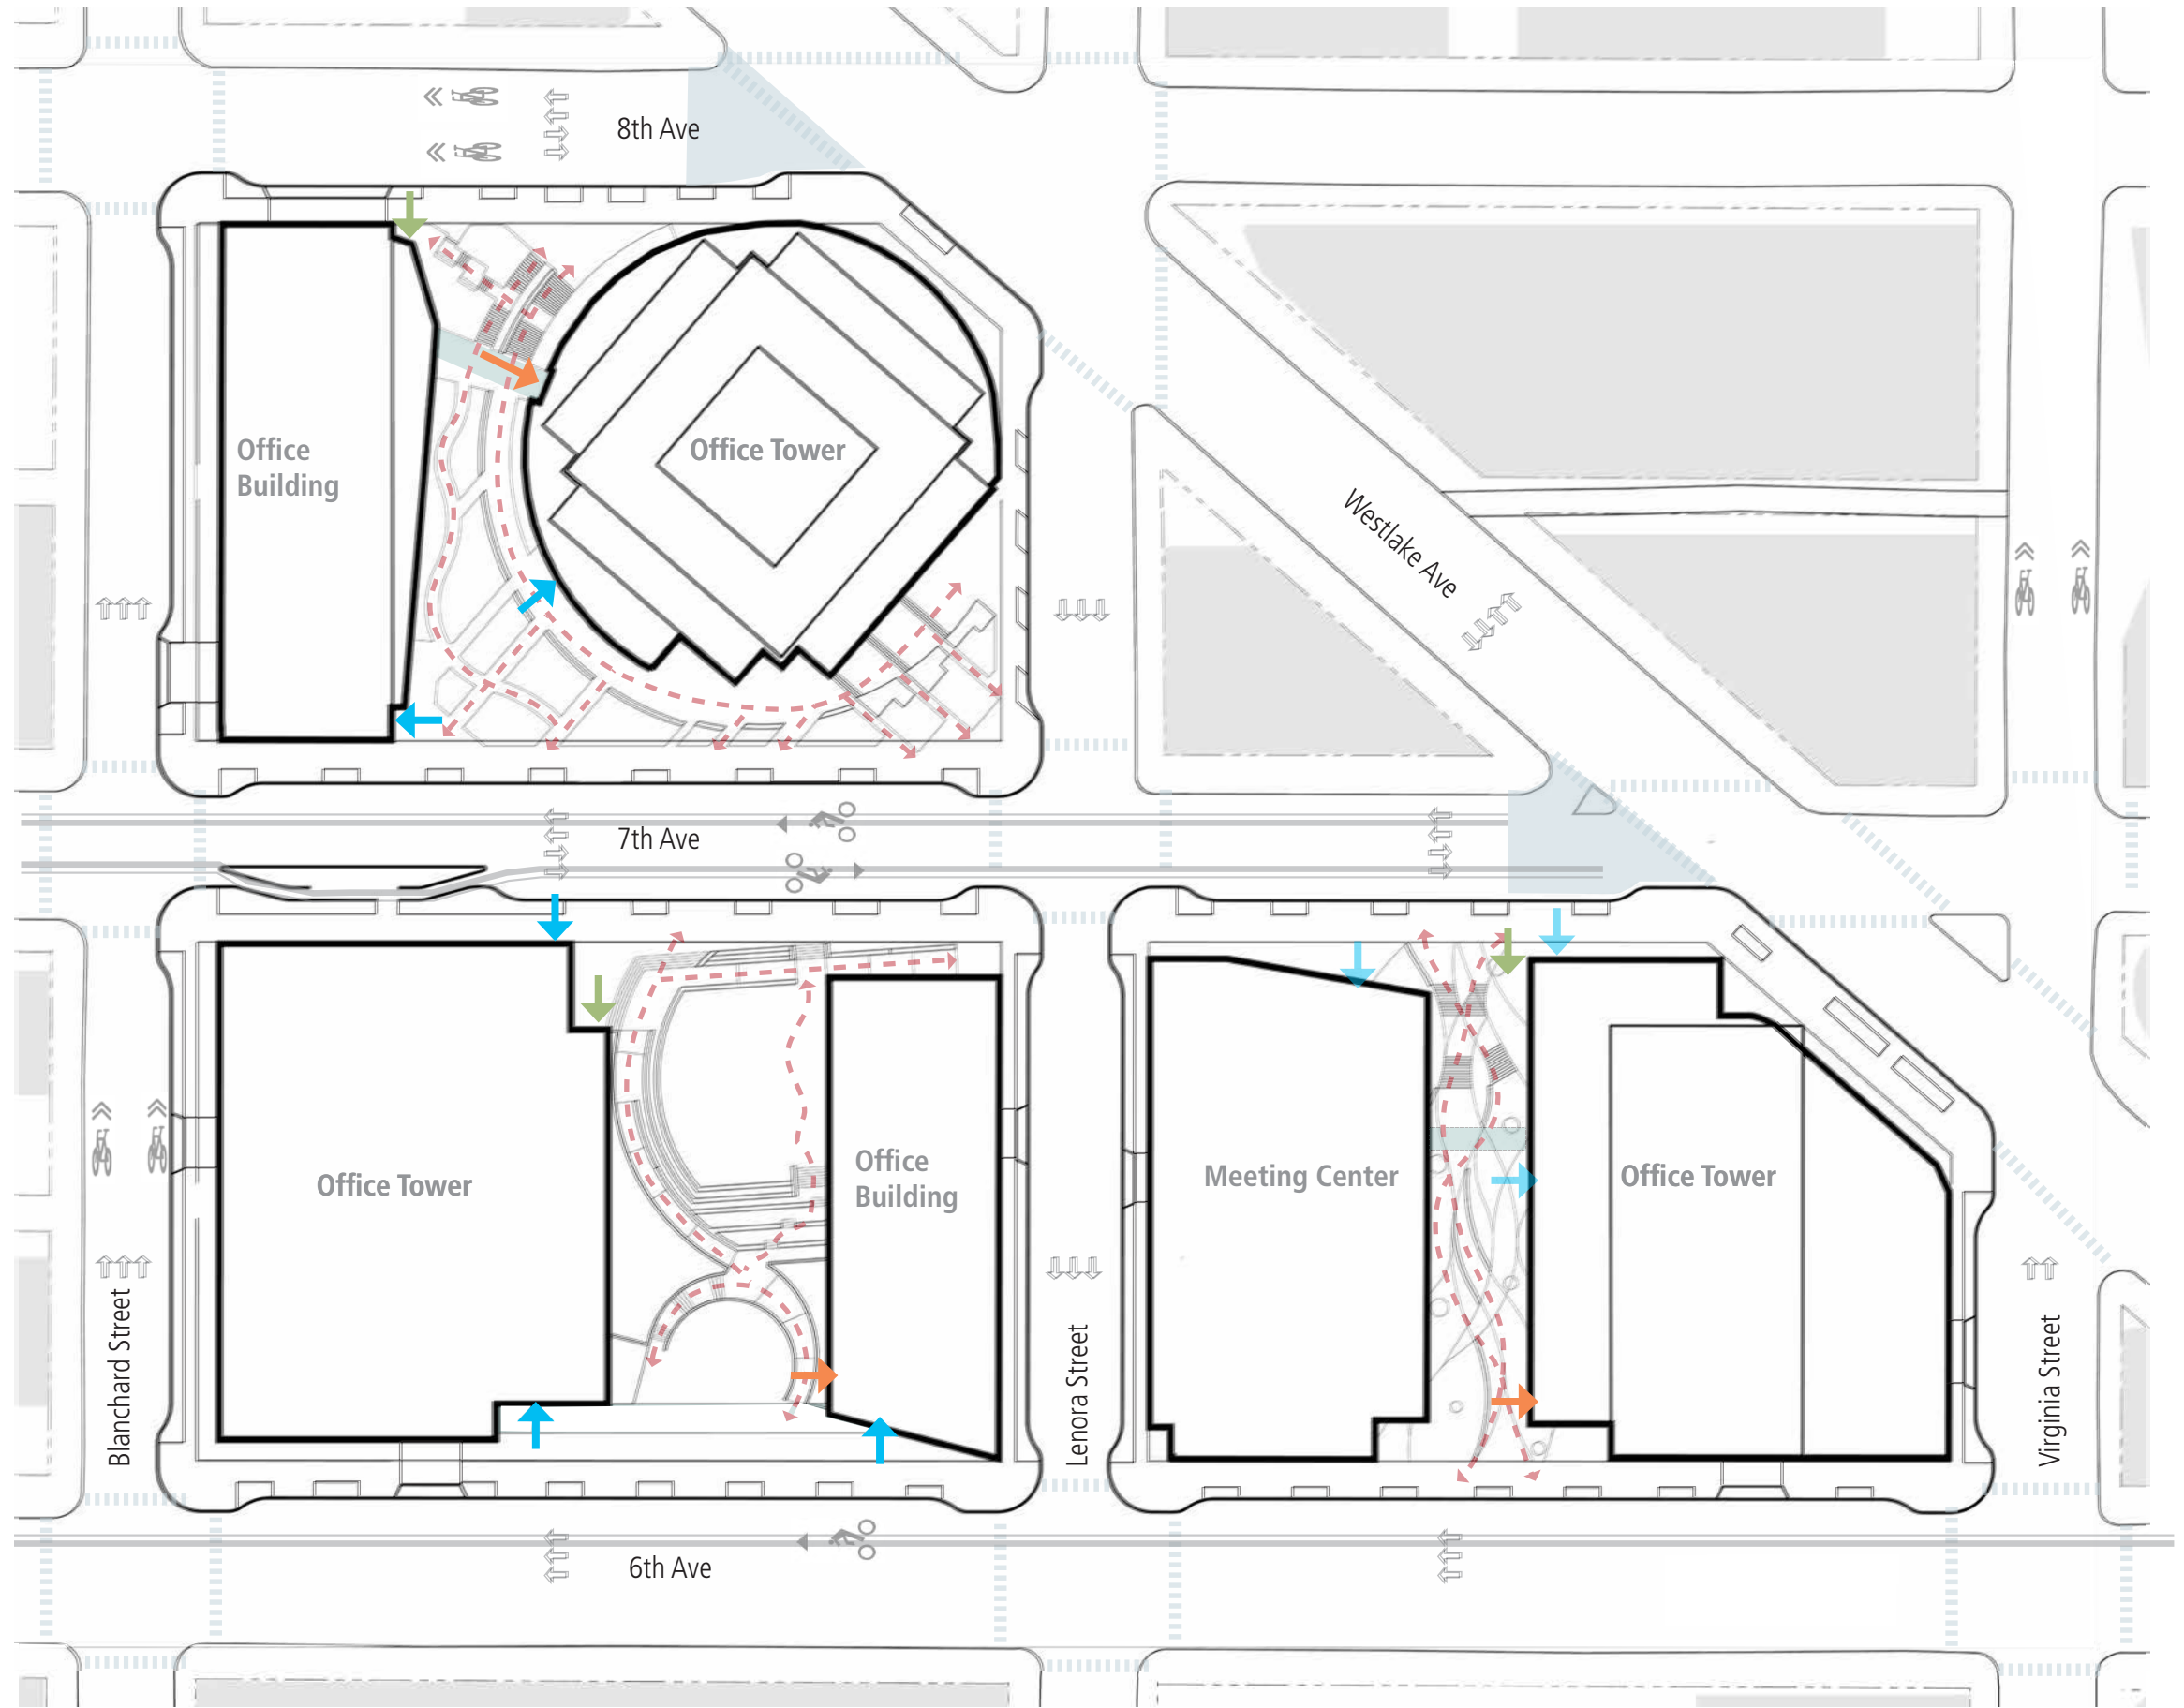 8th Ave
Office
Building
Office Tower
Westlake Ave
7th Ave
Office Tower
Office
Building
Meeting Center
Office Tower
Blanchard Street
Lenora Street
Virginia Street
6th Ave